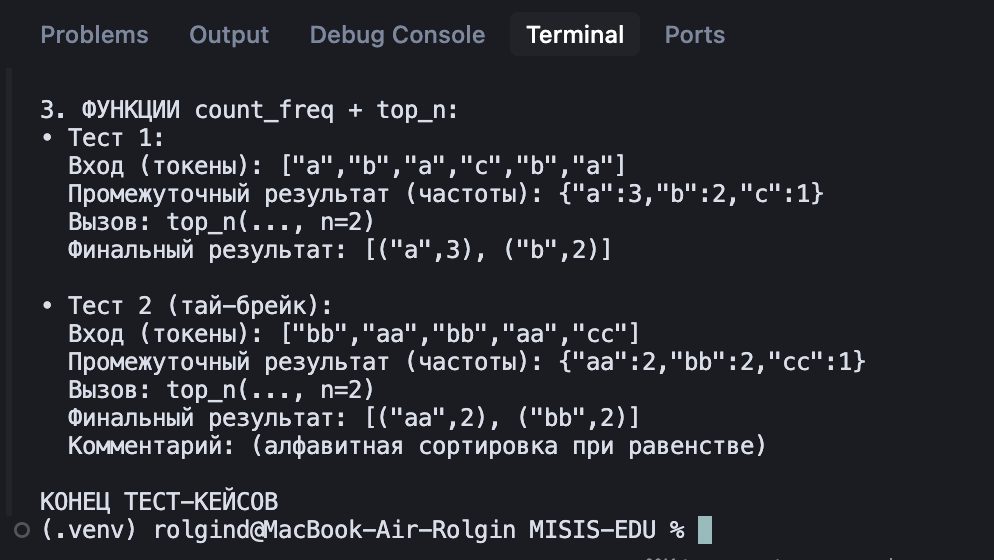 Problems Output Debug Console Terminal Ports
3. ФУНКЦИИ count_freq + top_n:
• Тест 1:
Вход (токены): ["a","b","a","c","b","a"]
Промежуточный результат (частоты): {"a":3,"b":2,"c":1}
Вызов: top_n(..., n=2)
Финальный результат: [("a",3), ("b",2)]
• Тест 2 (тай-брейк):
Вход (токены): ["bb","aa","bb","aa","cc"]
Промежуточный результат (частоты): {"aa":2,"bb":2,"cc":1}
Вызов: top_n(..., n=2)
Финальный результат: [("aa",2), ("bb",2)]
Комментарий: (алфавитная сортировка при равенстве)
КОНЕЦ ТЕСТ-КЕЙСОВ
(.venv) rolgind@MacBook-Air-Rolgin MISIS-EDU %